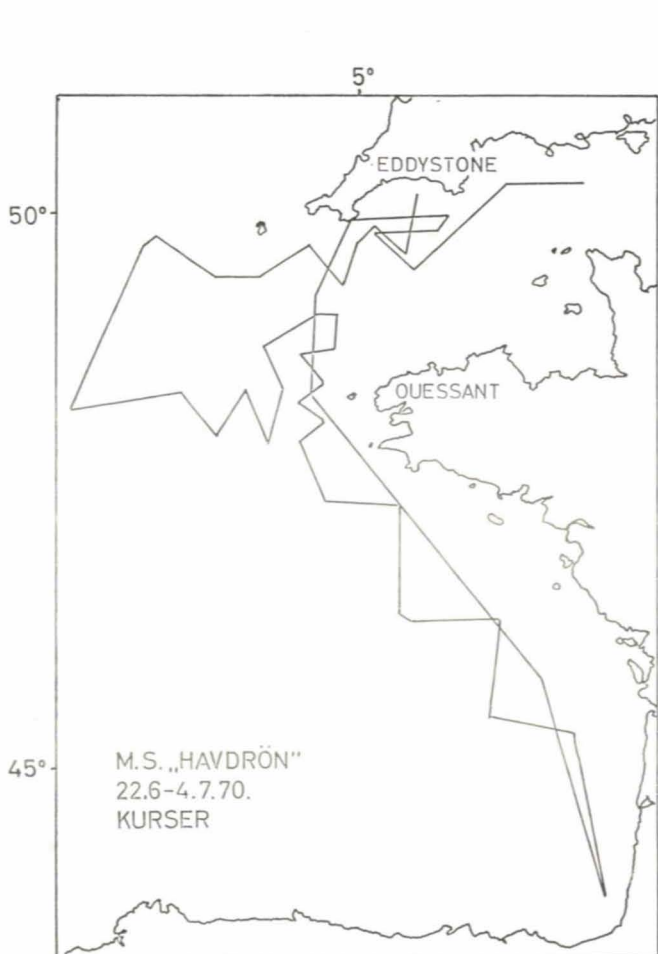 5°
EDDYSTONE
50°
OUESSANT
45°
M.S. „HAVDRÖN"
22.6-4.7.70.
KURSER